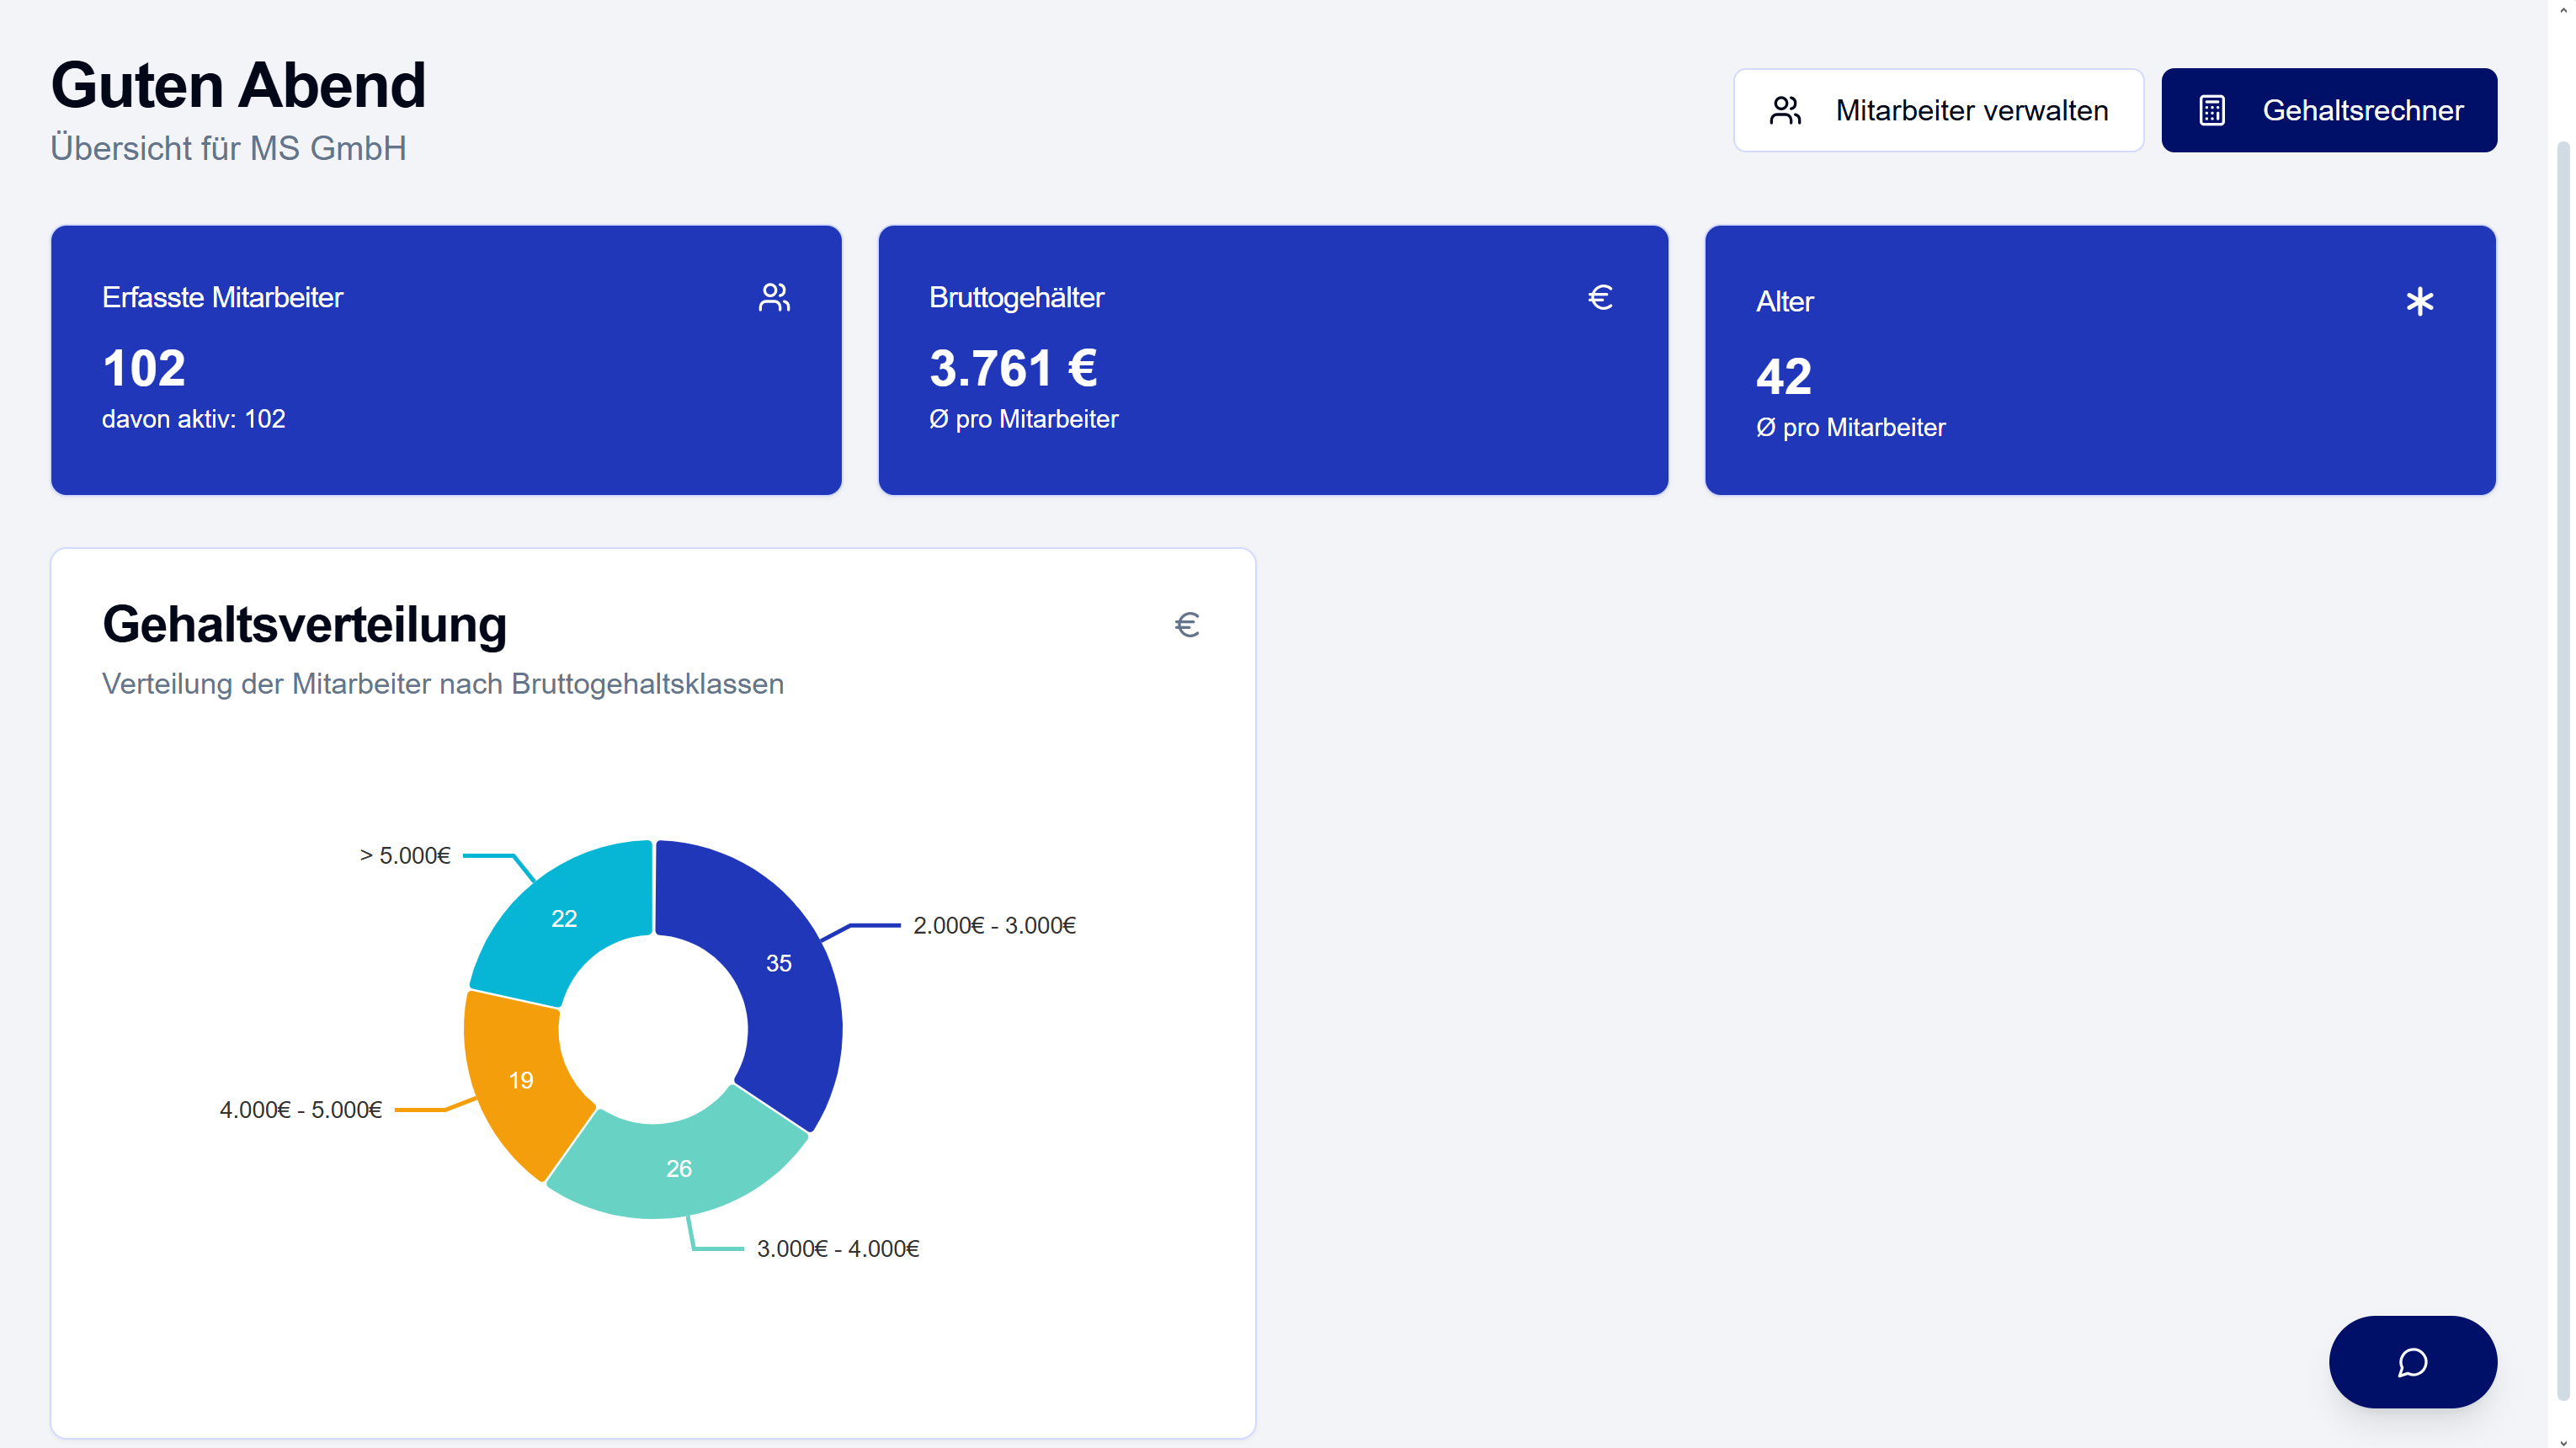 Guten Abend
Übersicht für MS GmbH
Mitarbeiter verwalten
Gehaltsrechner
Erfasste Mitarbeiter
102
davon aktiv: 102
Bruttogehälter
€
3.761 €
Ø pro Mitarbeiter
Alter
42
Ø pro Mitarbeiter
Gehaltsverteilung
€
Verteilung der Mitarbeiter nach Bruttogehaltsklassen
> 5.000€
22
2.000€ - 3.000€
35
19
4.000€ - 5.000€
26
3.000€ - 4.000€